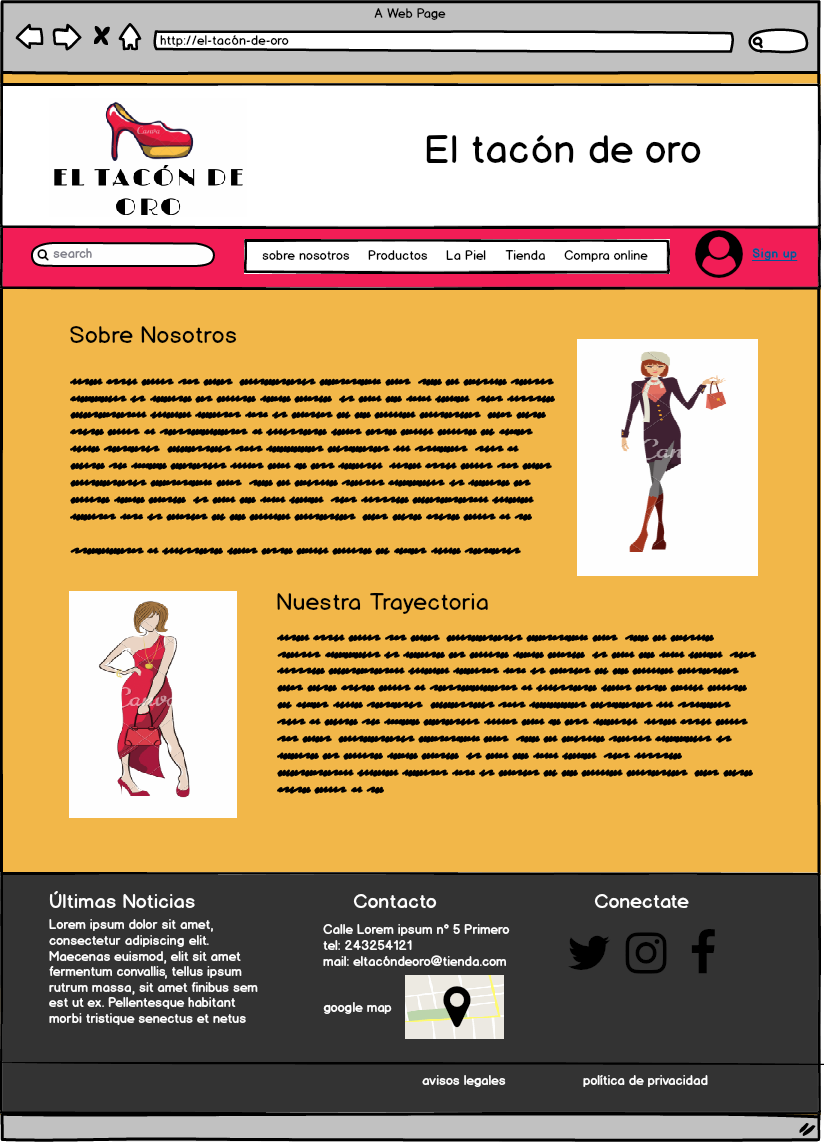 A Web Page
http://el-tacón-de-oro
Canva
EL TACÓN DE
ORO
El tacón de oro
search
sobre nosotros Productos La Piel Tienda Compra online
Sign up
Sobre Nosotros
Canva
Nuestra Trayectoria
Últimas Noticias
Lorem ipsum dolor sit amet,
consectetur adipiscing elit.
Maecenas euismod, elit sit amet
fermentum convallis, tellus ipsum
rutrum massa, sit amet finibus sem
est ut ex. Pellentesque habitant
morbi tristique senectus et netus
Contacto
Calle Lorem ipsum nº 5 Primero
tel: 243254121
mail: eltacóndeoro@tienda.com
google map
Conectate
avisos legales
política de privacidad